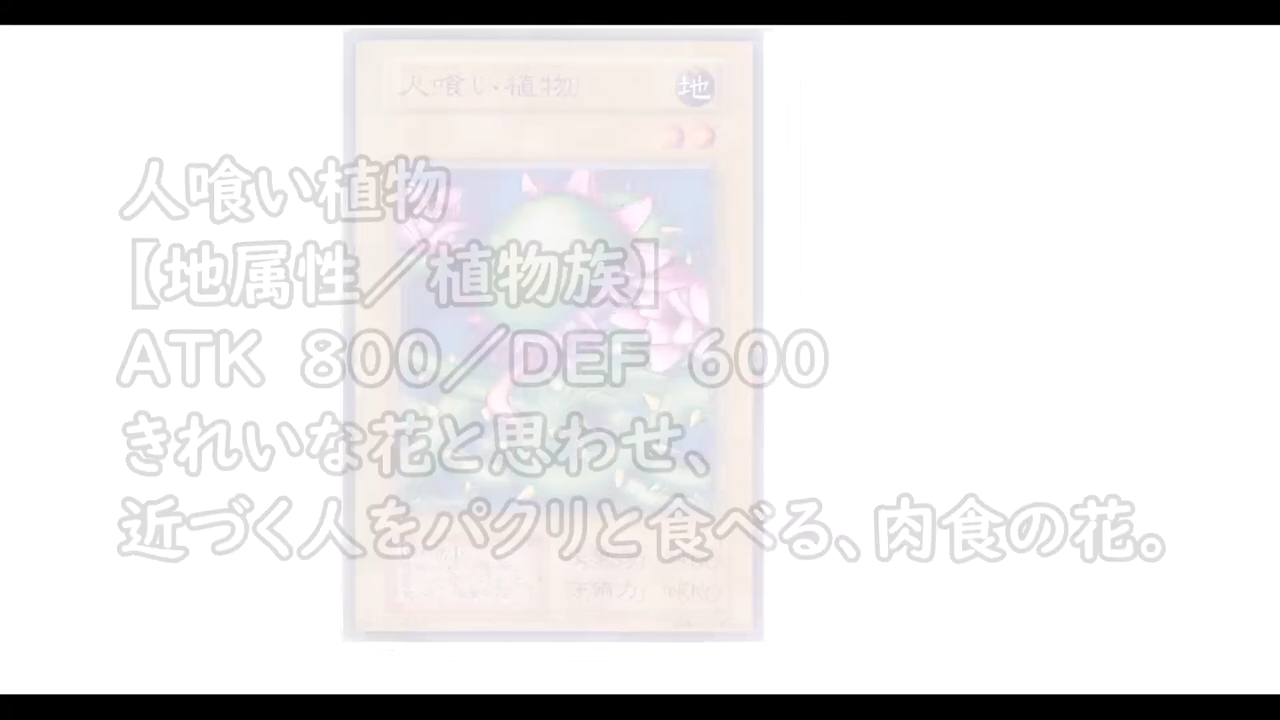 人喰い植物
地
人喰い植物
【地属性／植物族】
ATK 800／DEF 600
きれいな花と思わせ、
近づく人をパクリと食べる、肉食の花。